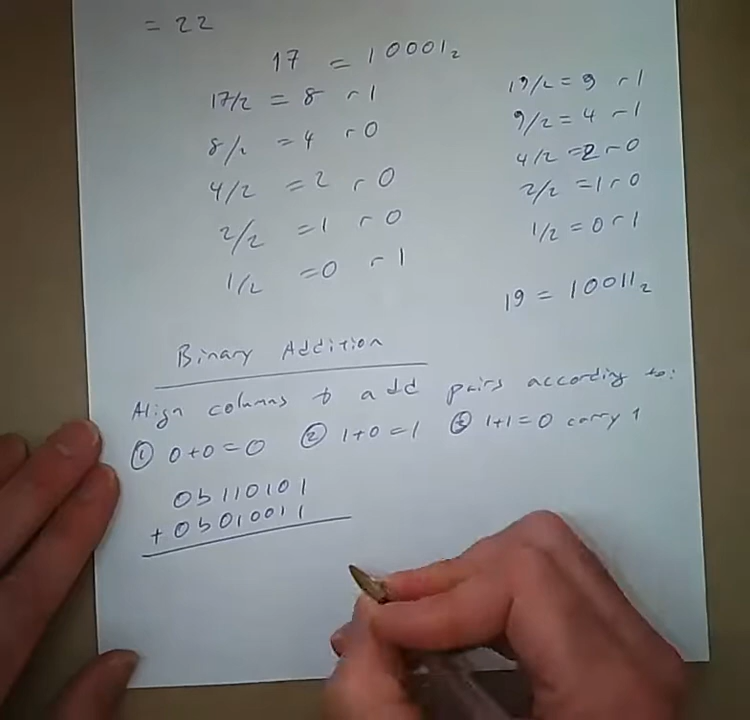 = 22
17 = 10001₂
17/2 = 8 r 1
8/2 = 4 r 0
4/2 = 2 r 0
2/2 = 1 r 0
1/2 = 0 r 1
19/2 = 9 r 1
9/2 = 4 r 1
4/2 = 2 r 0
2/2 = 1 r 0
1/2 = 0 r 1
19 = 10011₂
Binary Addition
Align columns & add pairs according to:
① 0+0=0 ② 1+0=1 ③ 1+1=0 carry 1
0b110101
+ 0b010011